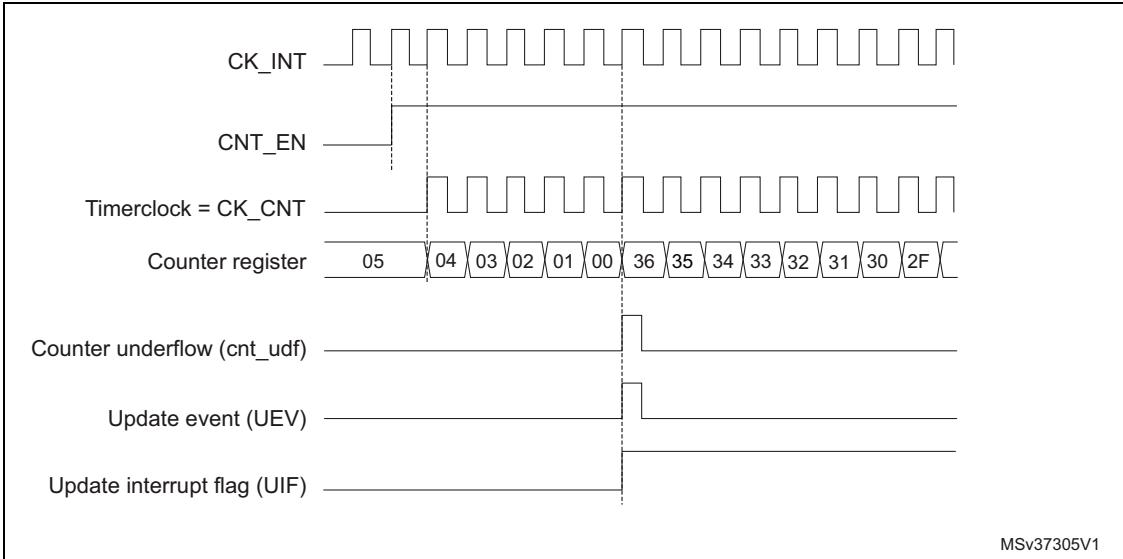 CK_INT
CNT_EN
Timerclock = CK_CNT
Counter register 05 04 03 02 01 00 36 35 34 33 32 31 30 2F
Counter underflow (cnt_udf)
Update event (UEV)
Update interrupt flag (UIF)
MSv37305V1